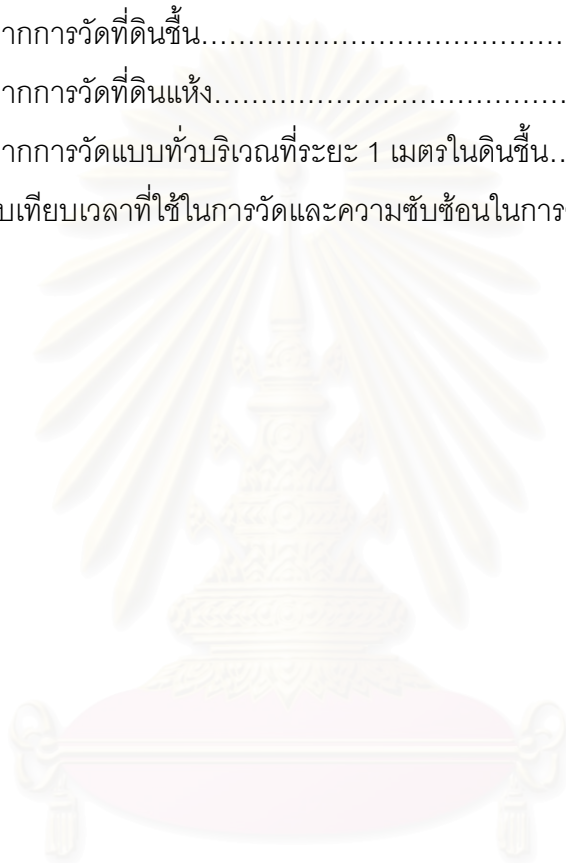 ากการวัดที่ดินชื้น……………………………………
ากการวัดที่ดินแห้ง……………………………………
ากการวัดแบบทั่วบริเวณที่ระยะ 1 เมตรในดินชื้น…
บเทียบเวลาที่ใช้ในการวัดและความซับซ้อนในการ